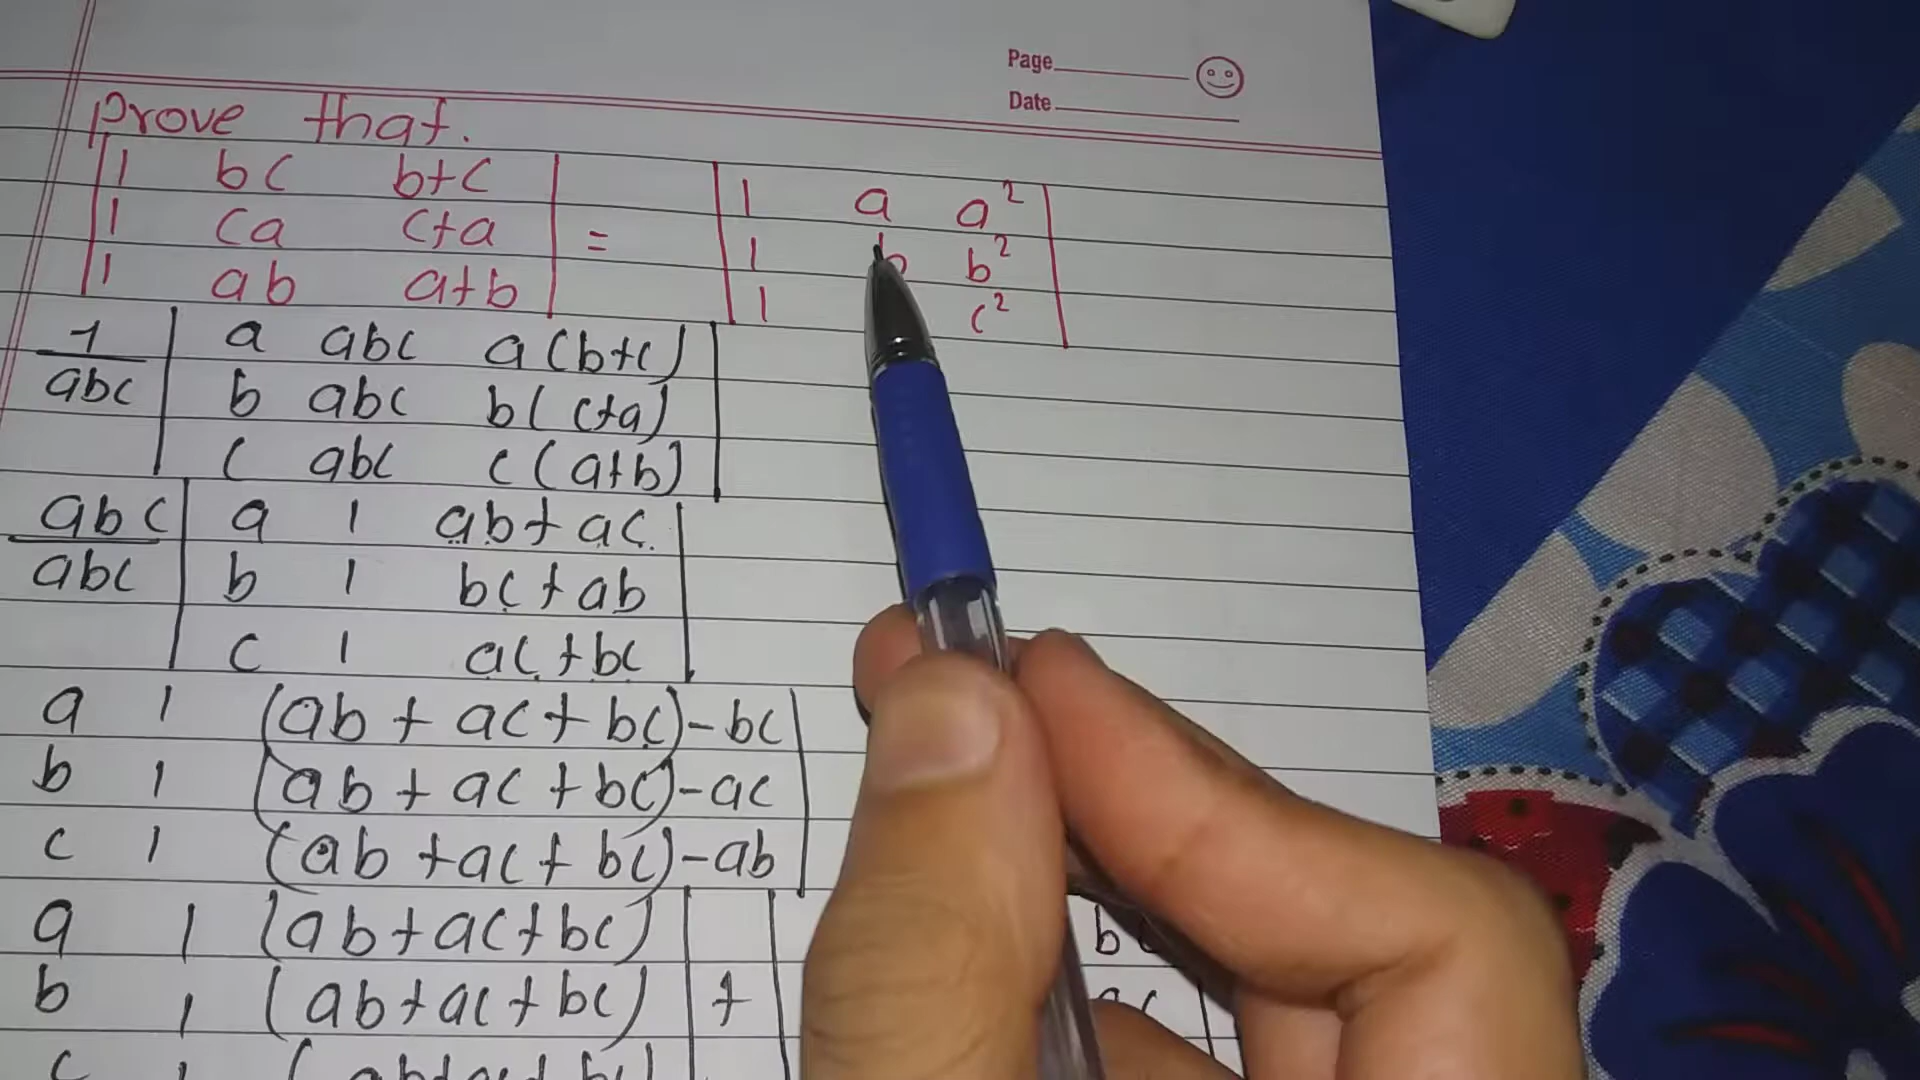 Page
Date
Prove that.
1 bc b+c 1 a a²
1 ca c+a = 1 b b²
1 ab a+b 1 c²
1 a abc a(b+c)
abc b abc b(c+a)
c abc c(a+b)
abc a 1 ab+ac
abc b 1 bc+ab
c 1 ac+bc
a 1 (ab+ac+bc)-bc
b 1 (ab+ac+bc)-ac
c 1 (ab+ac+bc)-ab
a 1 (ab+ac+bc)
b 1 (ab+ac+bc) +